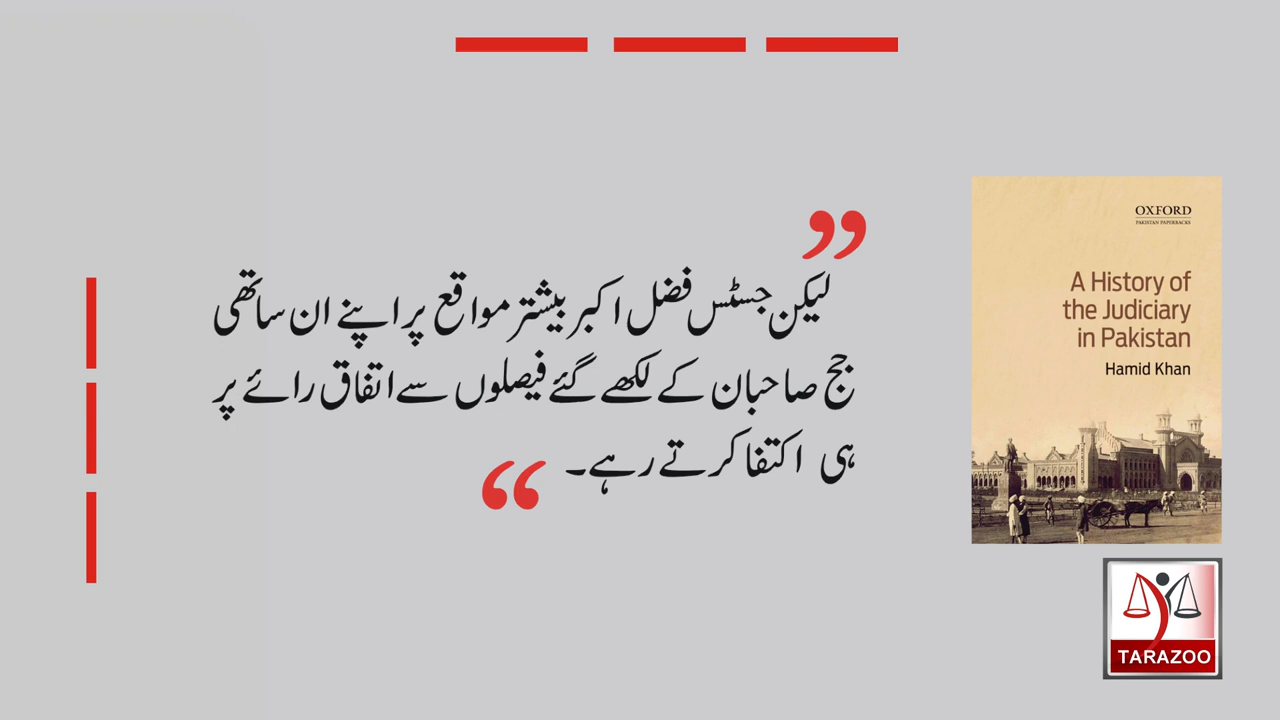 ”
لیکن جسٹس فضل اکبر بیشتر مواقع پر اپنے ان ساتھی
جج صاحبان کے لکھے گئے فیصلوں سے اتفاق رائے پر
ہی اکتفا کرتے رہے۔
“
OXFORD
PAKISTAN PAPERBACKS
A History of
the Judiciary
in Pakistan
Hamid Khan
TARAZOO